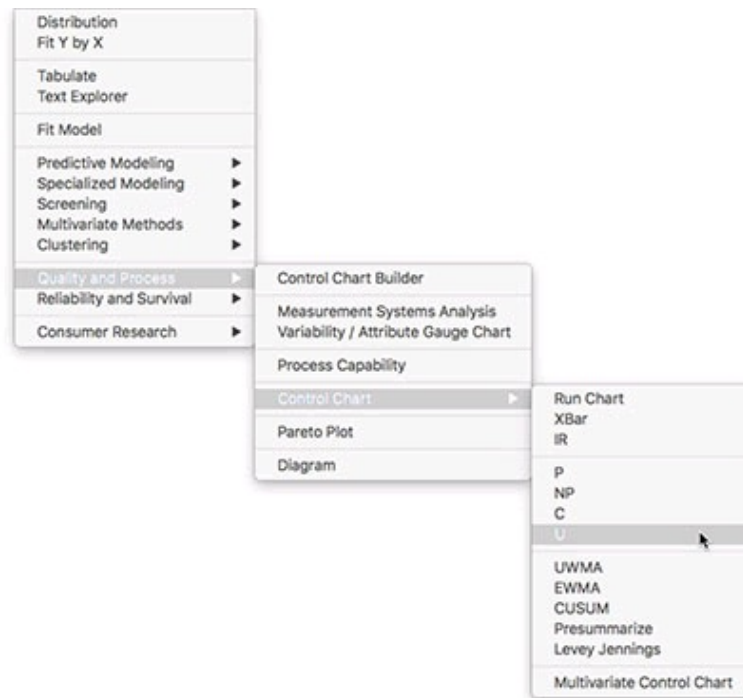 Distribution
Fit Y by X
Tabulate
Text Explorer
Fit Model
Predictive Modeling
Specialized Modeling
Screening
Multivariate Methods
Clustering
Quality and Process
Reliability and Survival
Consumer Research
Control Chart Builder
Measurement Systems Analysis
Variability / Attribute Gauge Chart
Process Capability
Control Chart
Pareto Plot
Diagram
Run Chart
XBar
IR
P
NP
C
U
UWMA
EWMA
CUSUM
Presummarize
Levey Jennings
Multivariate Control Chart